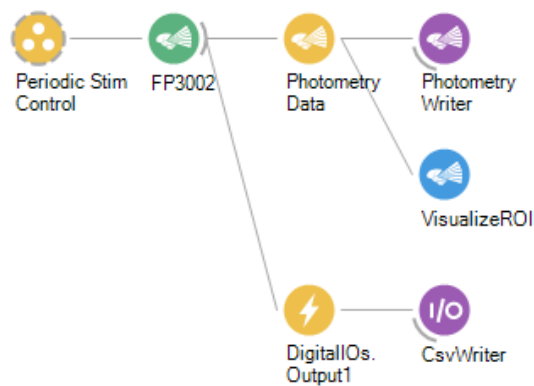 Periodic Stim
Control
FP3002
Photometry
Data
Photometry
Writer
VisualizeROI
DigitalIOs.
Output1
I/O
CsvWriter